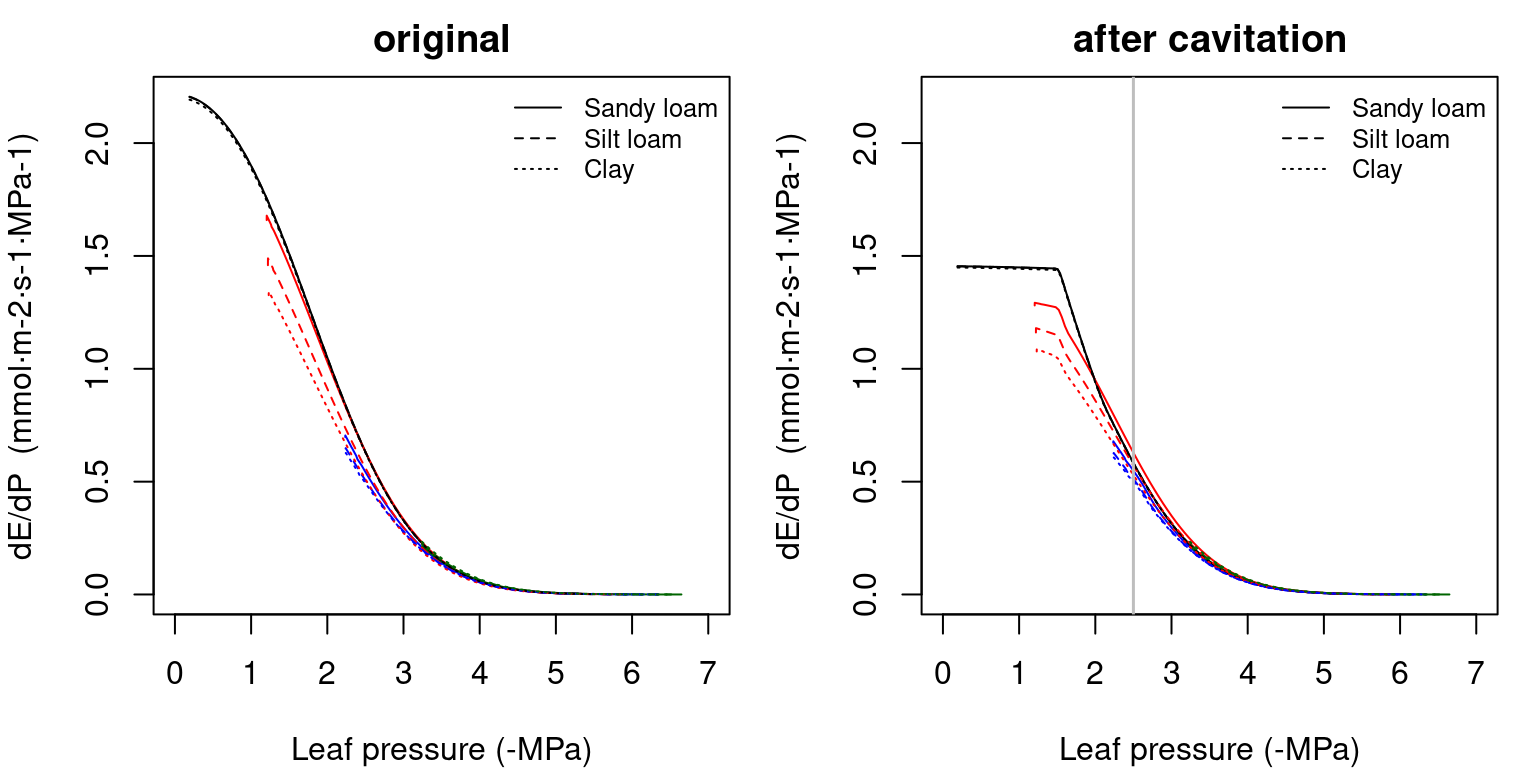 original
dE/dP (mmol·m-2·s-1·MPa-1)
2.0
1.5
1.0
0.5
0.0
Sandy loam
Silt loam
Clay
0 1 2 3 4 5 6 7
Leaf pressure (-MPa)
after cavitation
dE/dP (mmol·m-2·s-1·MPa-1)
2.0
1.5
1.0
0.5
0.0
Sandy loam
Silt loam
Clay
0 1 2 3 4 5 6 7
Leaf pressure (-MPa)